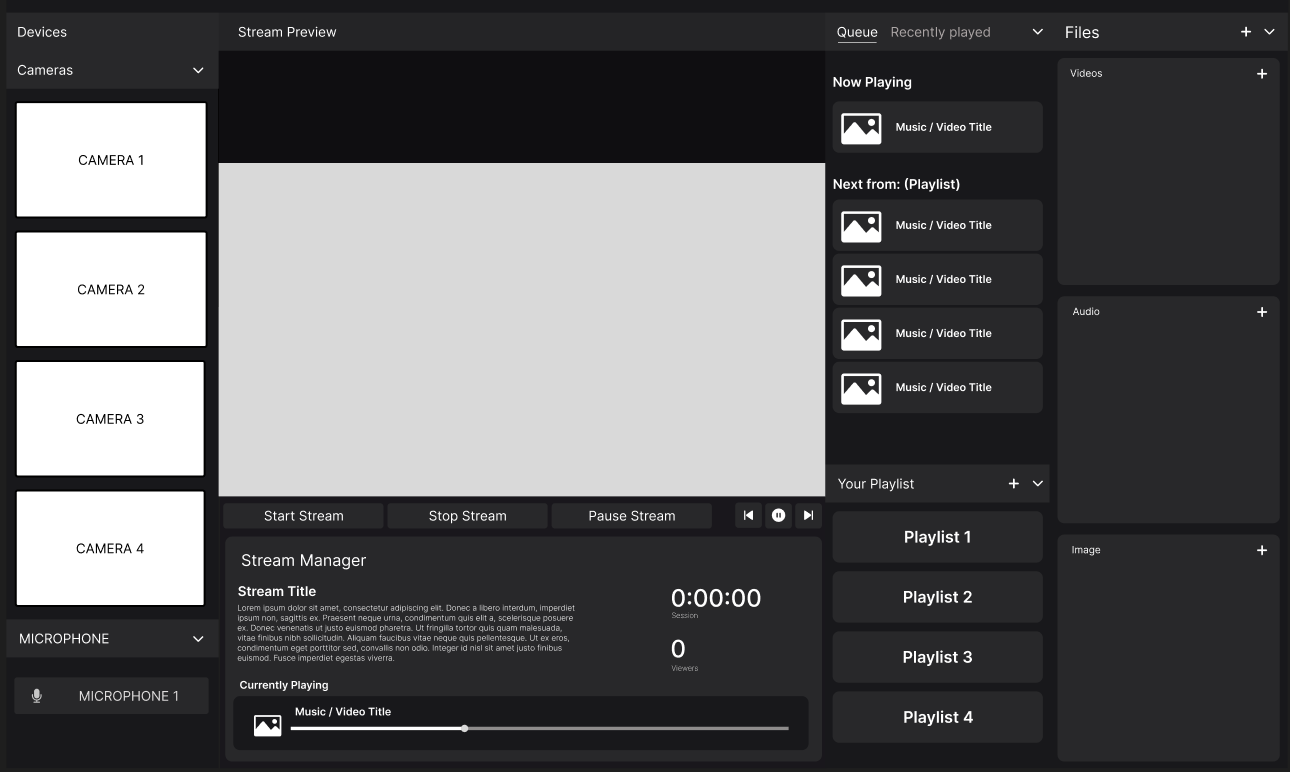 Devices
Cameras
CAMERA 1
CAMERA 2
CAMERA 3
CAMERA 4
MICROPHONE
MICROPHONE 1
Stream Preview
Start Stream
Stop Stream
Pause Stream
Stream Manager
Stream Title
Lorem ipsum dolor sit amet, consectetur adipiscing elit. Donec a libero interdum, imperdiet
ipsum non, sagittis ex. Praesent neque urna, condimentum quis elit a, scelerisque posuere
ex. Donec venenatis ut justo euismod pharetra. Ut fringilla tortor quis quam malesuada,
vitae finibus nibh sollicitudin. Aliquam faucibus vitae neque quis pellentesque. Ut ex eros,
condimentum eget porttitor sed, convallis non odio. Integer id nisl sit amet justo finibus
euismod. Fusce imperdiet egestas viverra.
0:00:00
Session
0
Viewers
Currently Playing
Music / Video Title
Queue Recently played
Now Playing
Music / Video Title
Next from: (Playlist)
Music / Video Title
Music / Video Title
Music / Video Title
Music / Video Title
Your Playlist
Playlist 1
Playlist 2
Playlist 3
Playlist 4
Files
Videos
Audio
Image